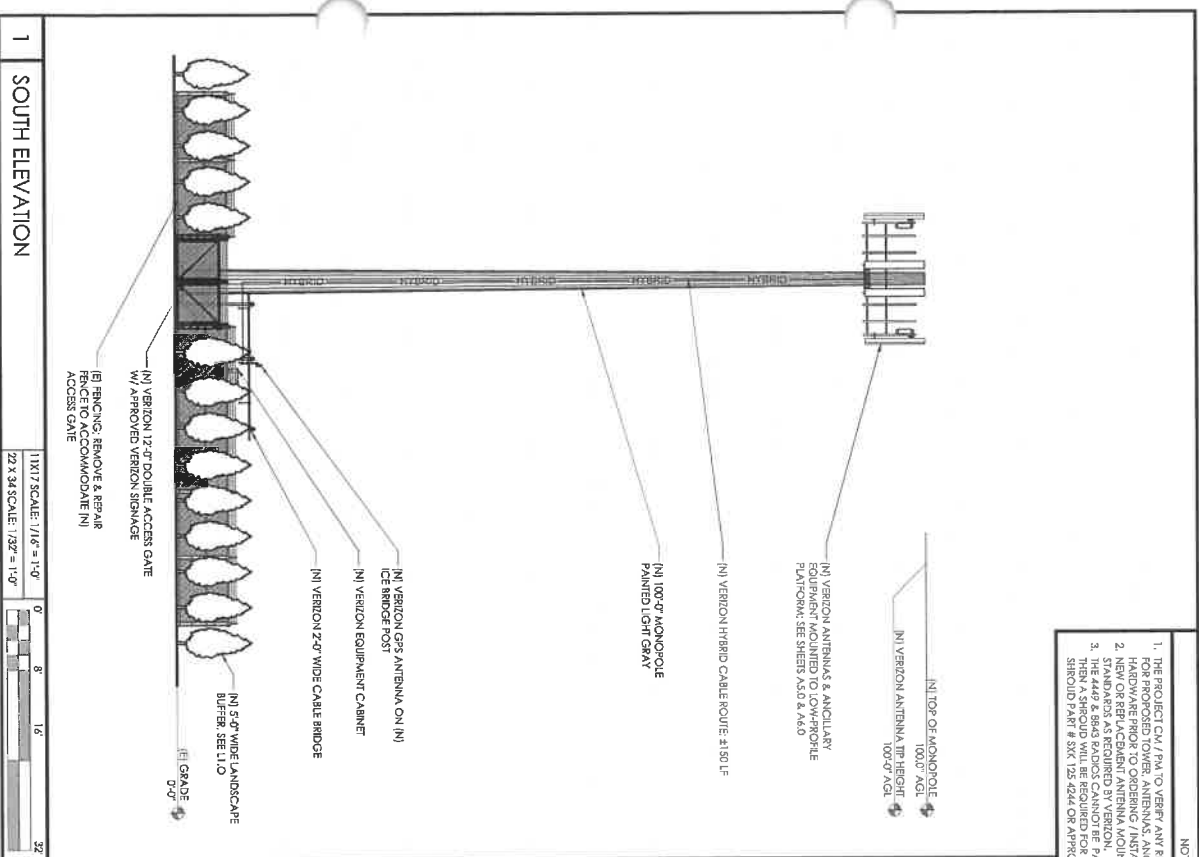 NO
1. THE PROJECT CM / PM TO VERIFY ANY R
FOR PROPOSED TOWER, ANTENNAS, AN
HARDWARE PRIOR TO ORDERING / INSTA
2. NEW OR REPLACEMENT ANTENNA MOUN
STANDARDS AS REQUIRED BY VERIZON.
3. THE 4449 & 8843 RADIOS CANNOT BE PA
THEN A SHROUD WILL BE REQUIRED FOR
SHROUD PART # SXK 125 4244 OR APPRO
(N) TOP OF MONOPOLE
100.0" AGL
(N) VERIZON ANTENNA TIP HEIGHT
100'-0" AGL
(N) VERIZON ANTENNAS & ANCILLARY
EQUIPMENT MOUNTED TO LOW-PROFILE
PLATFORM; SEE SHEETS A5.0 & A6.0
(N) VERIZON HYBRID CABLE ROUTE: ±150 LF
(N) 100'-0" MONOPOLE
PAINTED LIGHT GRAY
HYBRID
HYBRID
HYBRID
HYBRID
HYBRID
(N) VERIZON GPS ANTENNA ON (N)
ICE BRIDGE POST
(N) VERIZON EQUIPMENT CABINET
(N) VERIZON 2'-0" WIDE CABLE BRIDGE
(N) 5'-0" WIDE LANDSCAPE
BUFFER, SEE L1.0
(E) GRADE
0'-0"
(N) VERIZON 12'-0" DOUBLE ACCESS GATE
W/ APPROVED VERIZON SIGNAGE
(E) FENCING; REMOVE & REPAIR
FENCE TO ACCOMMODATE (N)
ACCESS GATE
1
SOUTH ELEVATION
11X17 SCALE: 1/16" = 1'-0"
22 X 34 SCALE: 1/32" = 1'-0"
0' 8' 16' 32